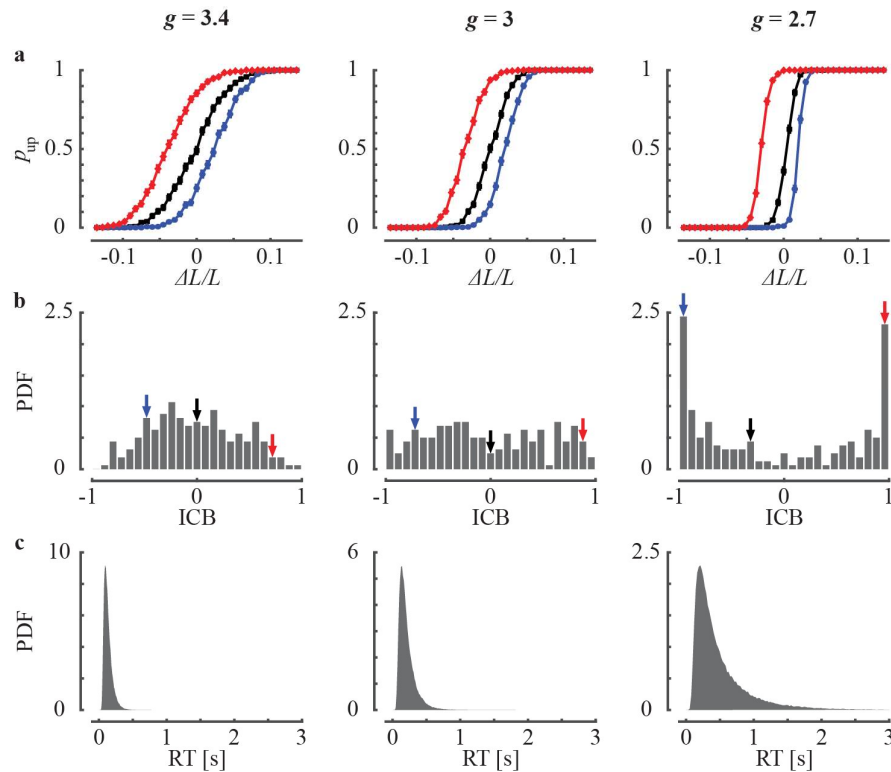 g = 3.4 g = 3 g = 2.7
a
1 1 1
p_up 0.5 0.5 0.5
0 0 0
-0.1 0 0.1 -0.1 0 0.1 -0.1 0 0.1
ΔL/L ΔL/L ΔL/L
b
2.5 2.5 2.5
PDF
0 0 0
-1 0 1 -1 0 1 -1 0 1
ICB ICB ICB
c
10 6 2.5
PDF
0 0 0
0 1 2 3 0 1 2 3 0 1 2 3
RT [s] RT [s] RT [s]